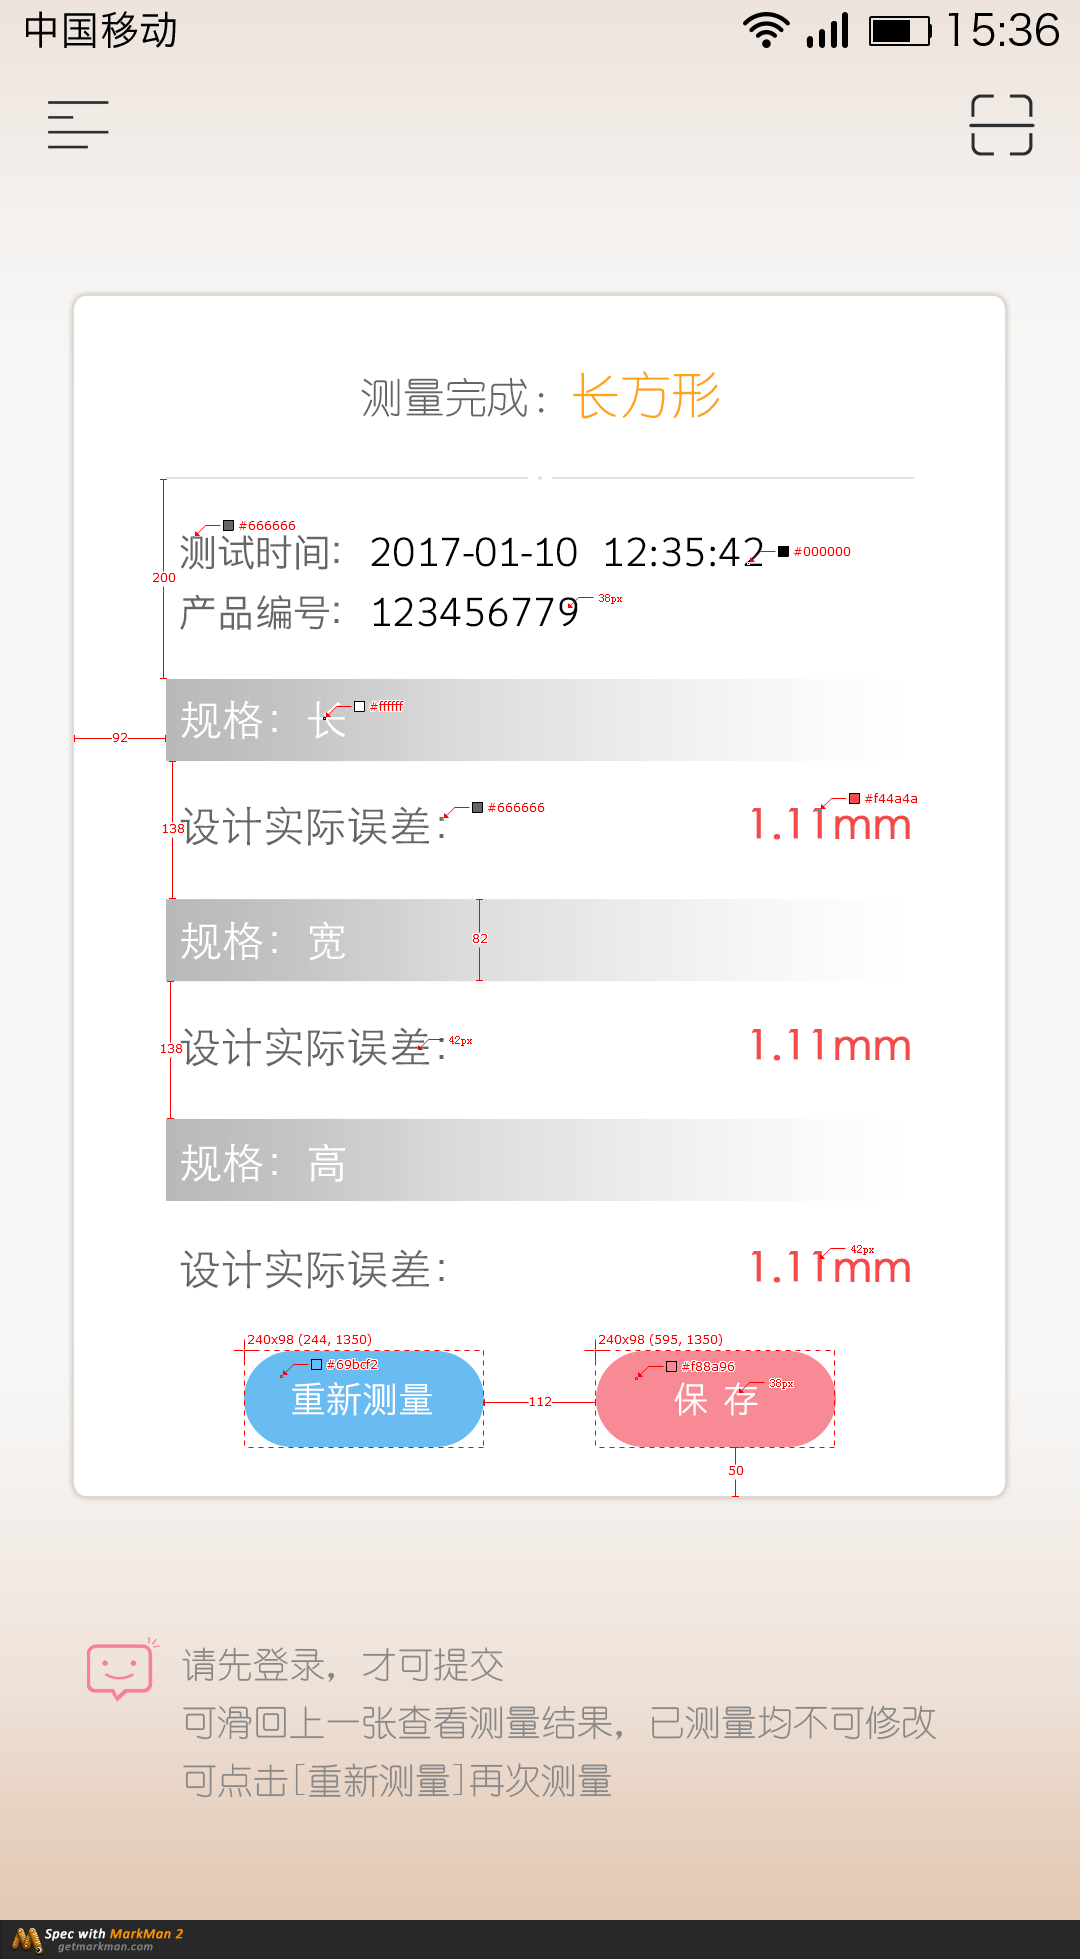 中国移动 15:36
测量完成：长方形
#666666
测试时间： 2017-01-10 12:35:42 #000000
200
产品编号： 123456779 38px
规格：长 #ffffff
92
#666666 #f44a4a
138 设计实际误差： 1.11mm
规格：宽 82
138 设计实际误差： 42px 1.11mm
规格：高
42px
设计实际误差： 1.11mm
240x98 (244, 1350) 240x98 (595, 1350)
#69bcf2 #f88a96
重新测量 112 保 存 38px
50
请先登录，才可提交
可滑回上一张查看测量结果，已测量均不可修改
可点击[重新测量]再次测量
Spec with MarkMan 2
getmarkman.com